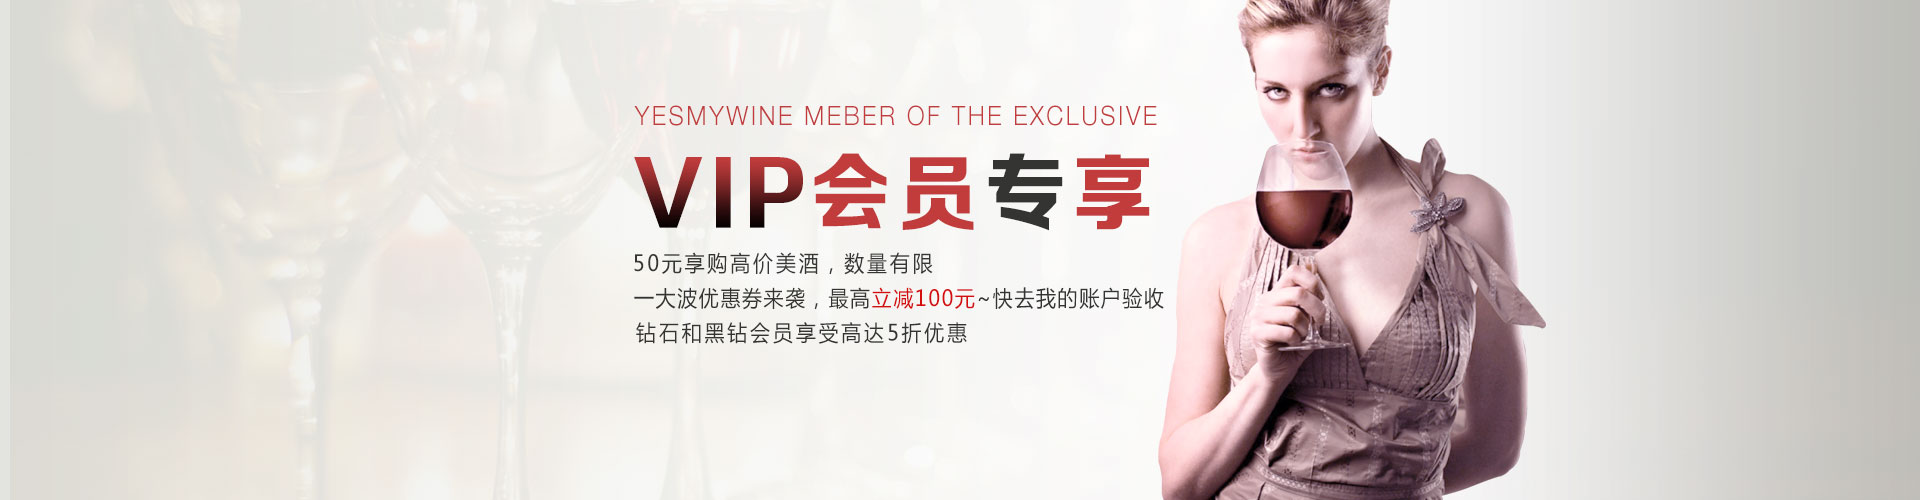 YESMYWINE MEBER OF THE EXCLUSIVE
VIP会员专享
50元享购高价美酒，数量有限
一大波优惠券来袭，最高立减100元~快去我的账户验收
钻石和黑钻会员享受高达5折优惠